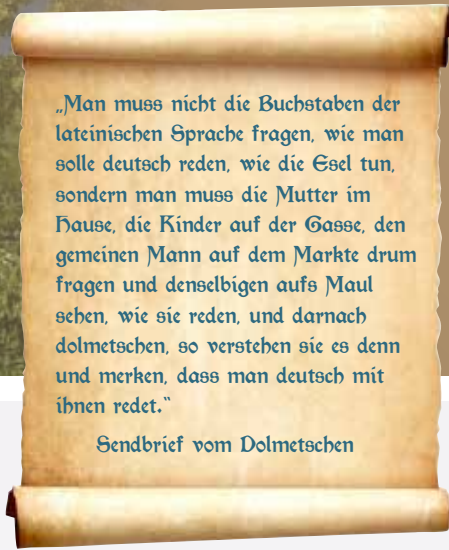 „Man muss nicht die Buchstaben der
lateinischen Sprache fragen, wie man
solle deutsch reden, wie die Esel tun,
sondern man muss die Mutter im
Hause, die Kinder auf der Gasse, den
gemeinen Mann auf dem Markte drum
fragen und denselbigen aufs Maul
sehen, wie sie reden, und darnach
dolmetschen, so verstehen sie es denn
und merken, dass man deutsch mit
ihnen redet.“
Sendbrief vom Dolmetschen